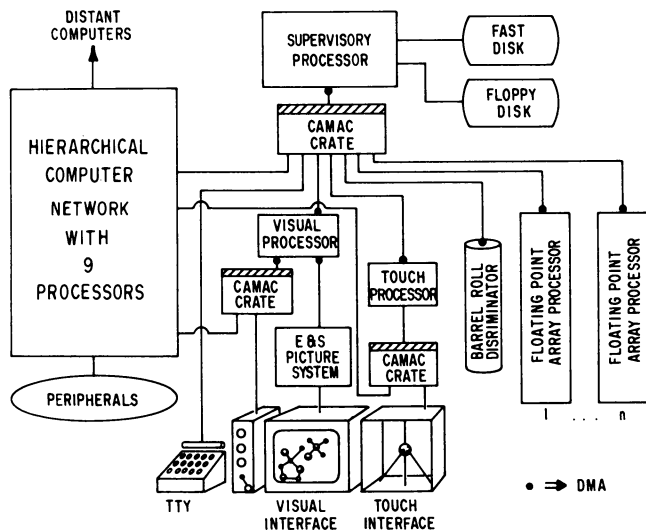 DISTANT
COMPUTERS
SUPERVISORY
PROCESSOR
FAST
DISK
FLOPPY
DISK
CAMAC
CRATE
HIERARCHICAL
COMPUTER
NETWORK
WITH
9
PROCESSORS
VISUAL
PROCESSOR
CAMAC
CRATE
TOUCH
PROCESSOR
E&S
PICTURE
SYSTEM
CAMAC
CRATE
BARREL ROLL
DISRIMINATOR
FLOATING POINT
ARRAY PROCESSOR
FLOATING POINT
ARRAY PROCESSOR
I . . . n
PERIPHERALS
TTY
VISUAL
INTERFACE
TOUCH
INTERFACE
• ⇒ DMA